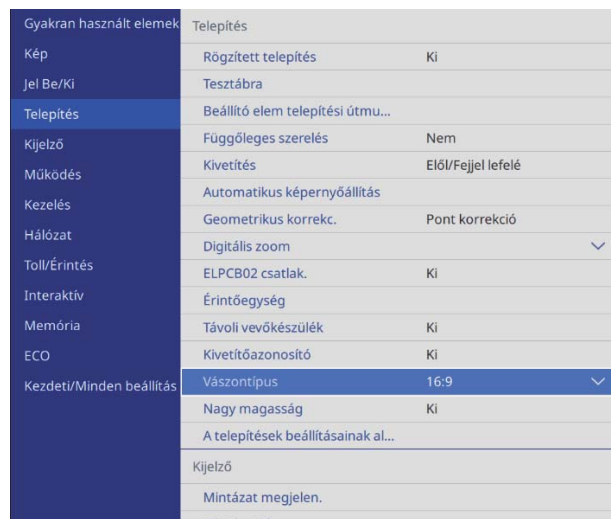 Gyakran használt elemek
Kép
Jel Be/Ki
Telepítés
Kijelző
Működés
Kezelés
Hálózat
Toll/Érintés
Interaktív
Memória
ECO
Kezdeti/Minden beállítás
Telepítés
Rögzített telepítés Ki
Tesztábra
Beállító elem telepítési útmu...
Függőleges szerelés Nem
Kivetítés Elől/Fejjel lefelé
Automatikus képernyőállítás
Geometrikus korrekc. Pont korrekció
Digitális zoom
ELPCB02 csatlak. Ki
Érintőegység
Távoli vevőkészülék Ki
Kivetítőazonosító Ki
Vászontípus 16:9
Nagy magasság Ki
A telepítések beállításainak al...
Kijelző
Mintázat megjelen.